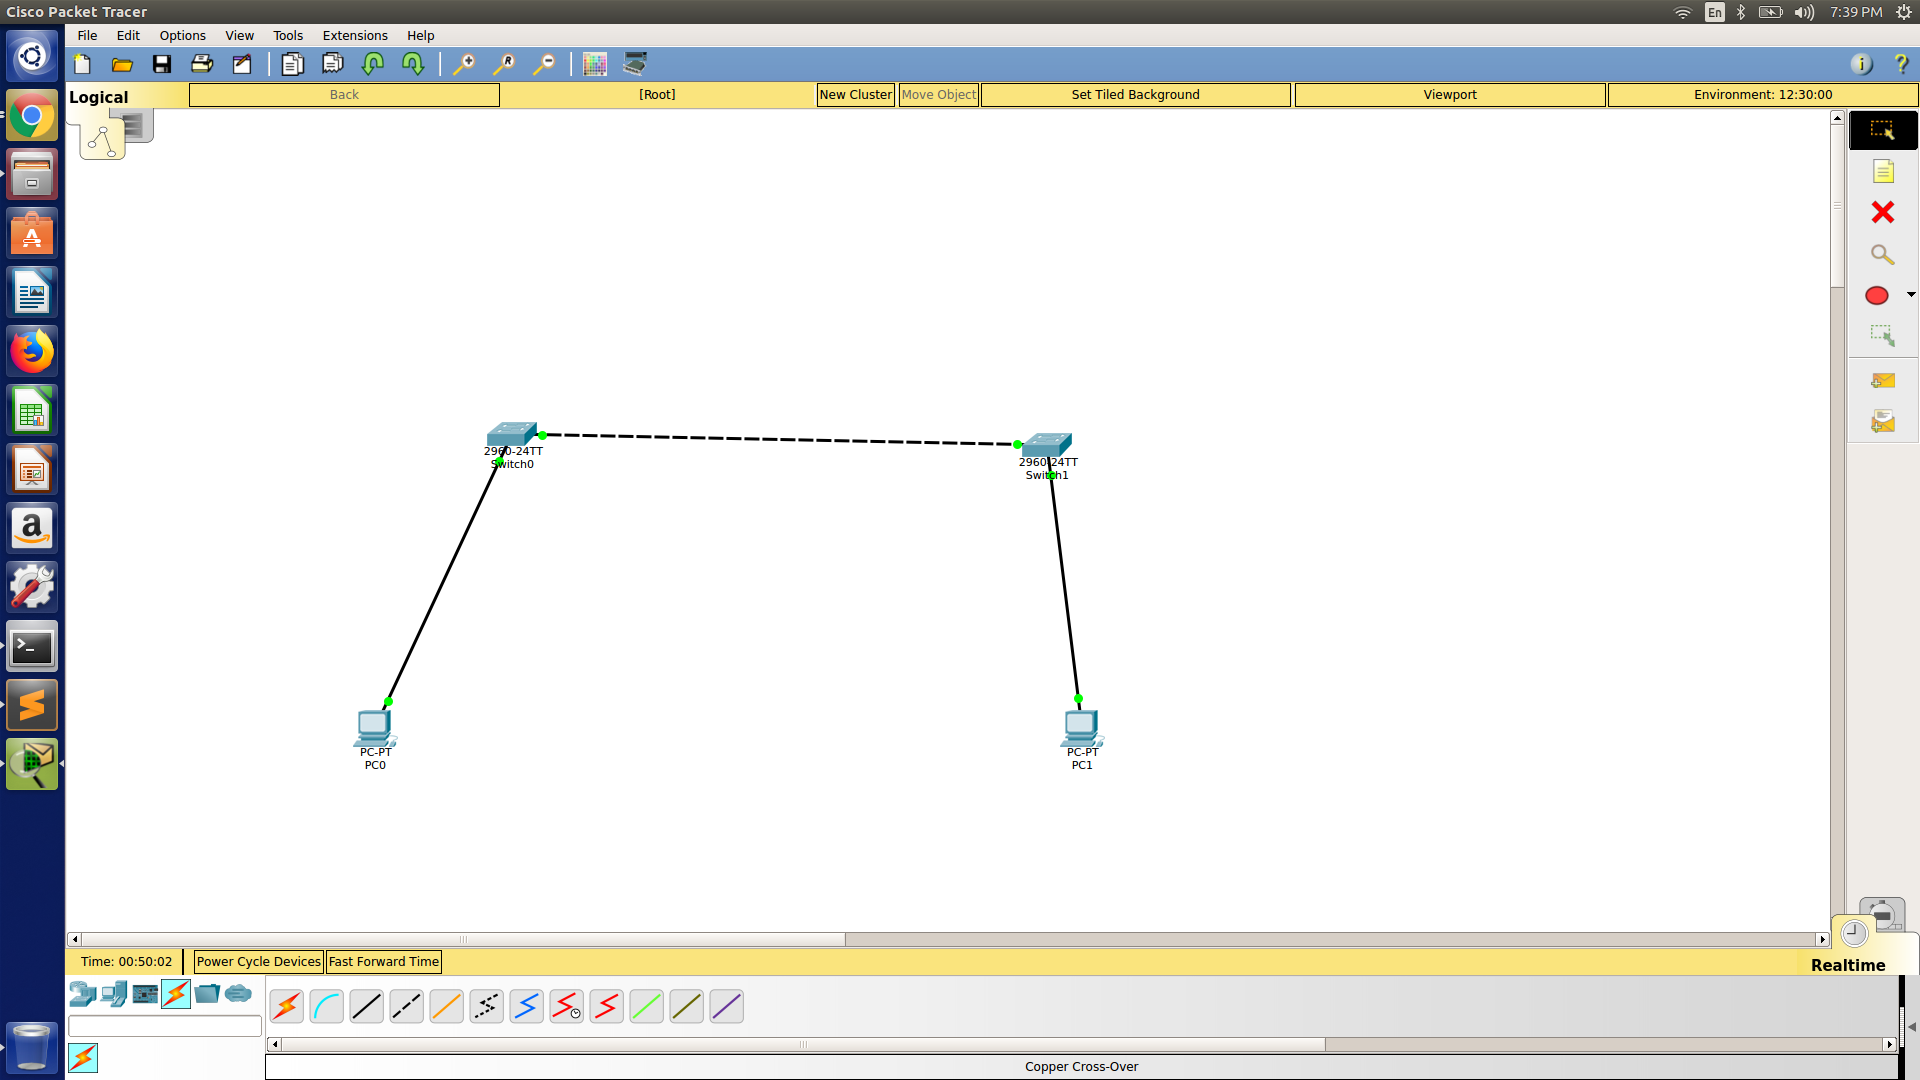 Cisco Packet Tracer
En
7:39 PM
File Edit Options View Tools Extensions Help
Logical
Back
[Root]
New Cluster
Move Object
Set Tiled Background
Viewport
Environment: 12:30:00
2960-24TT
Switch0
2960-24TT
Switch1
PC-PT
PC0
PC-PT
PC1
Time: 00:50:02
Power Cycle Devices
Fast Forward Time
Realtime
Copper Cross-Over